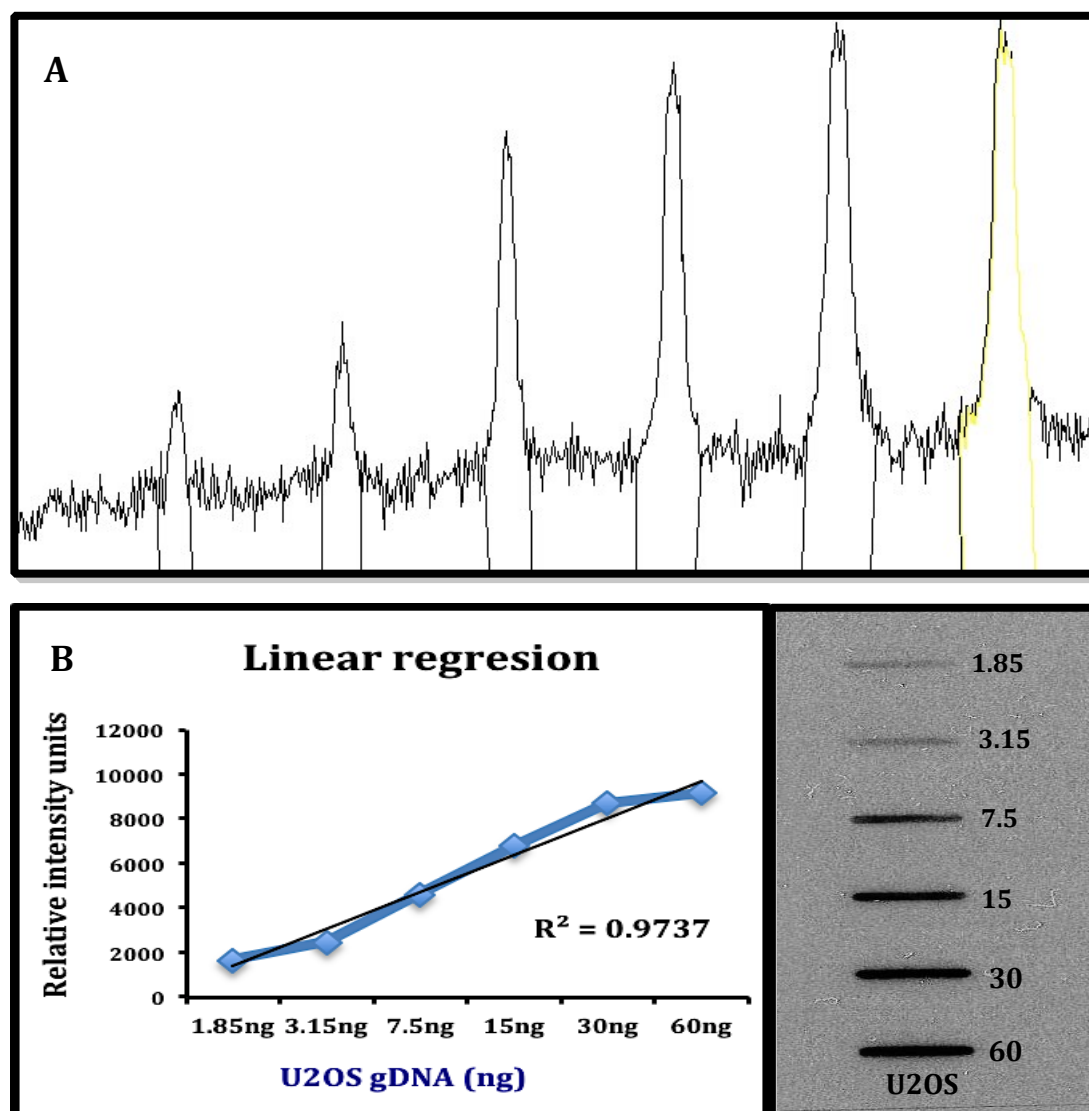 A
B
Linear regresion
Relative intensity units
12000
10000
8000
6000
4000
2000
0
R² = 0.9737
1.85ng 3.15ng 7.5ng 15ng 30ng 60ng
U2OS gDNA (ng)
1.85
3.15
7.5
15
30
60
U2OS